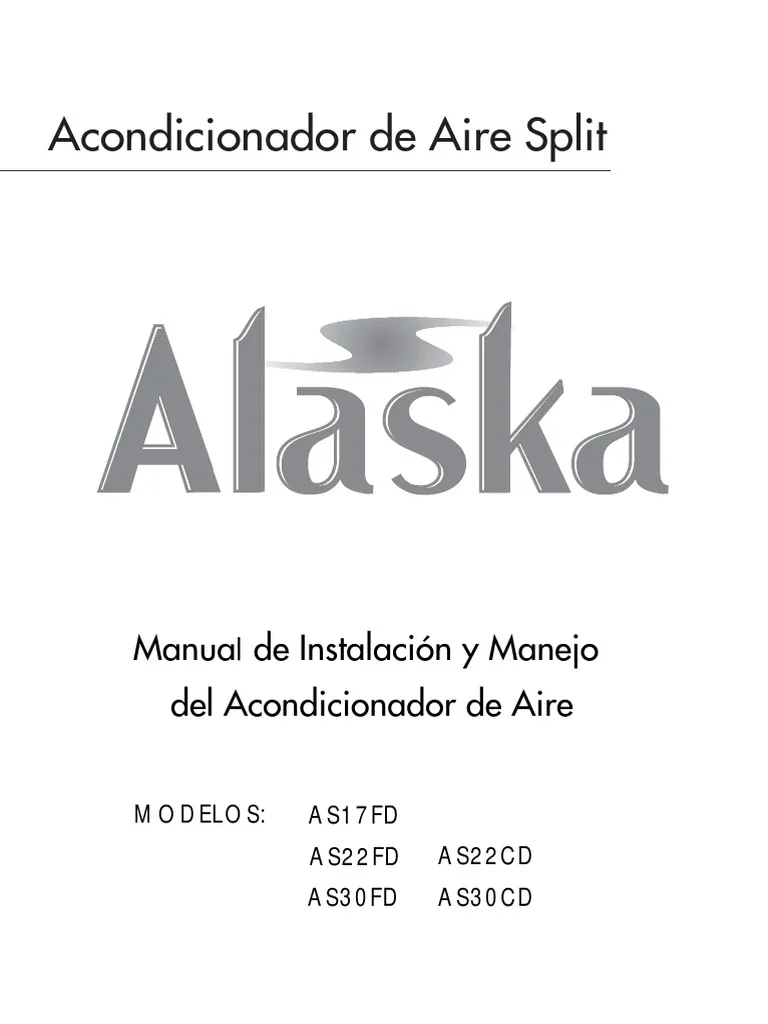 Acondicionador de Aire Split
Alaska
Manual de Instalación y Manejo
del Acondicionador de Aire
MODELOS: AS17FD
AS22FD AS22CD
AS30FD AS30CD